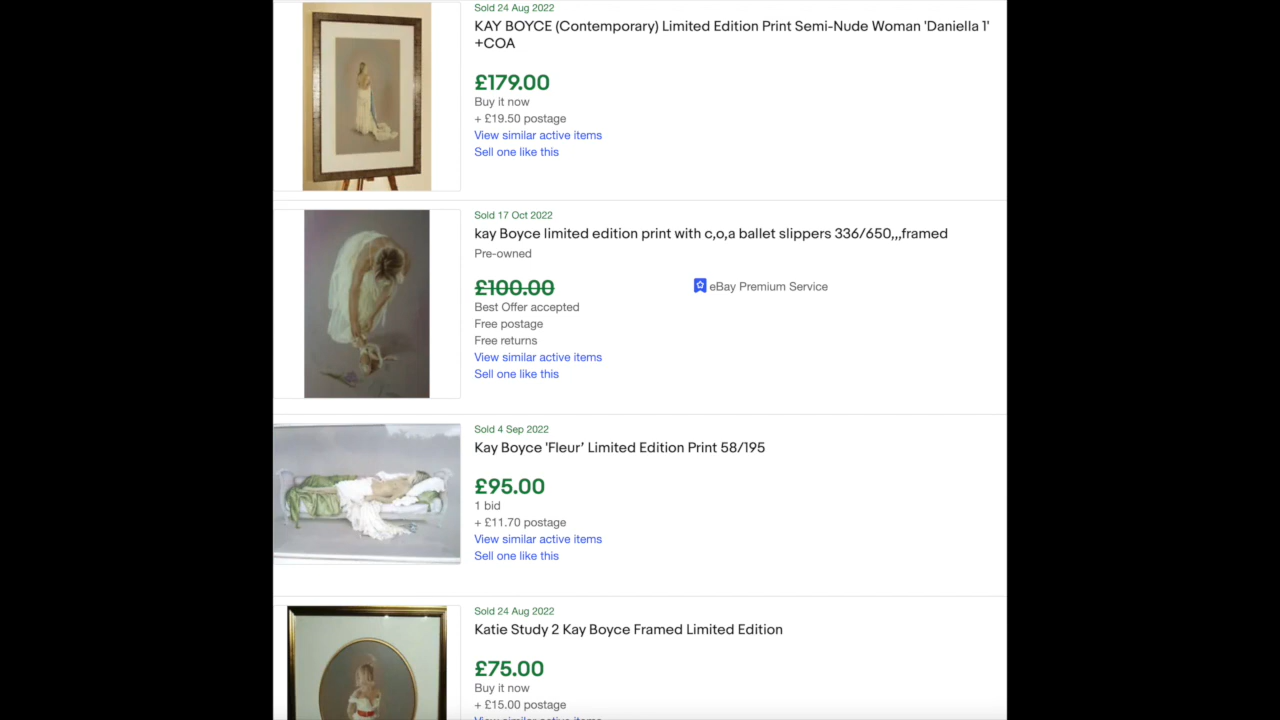 Sold 24 Aug 2022
KAY BOYCE (Contemporary) Limited Edition Print Semi-Nude Woman 'Daniella 1'
+COA
£179.00
Buy it now
+ £19.50 postage
View similar active items
Sell one like this
Sold 17 Oct 2022
kay Boyce limited edition print with c,o,a ballet slippers 336/650,,,framed
Pre-owned
£100.00
eBay Premium Service
Best Offer accepted
Free postage
Free returns
View similar active items
Sell one like this
Sold 4 Sep 2022
Kay Boyce 'Fleur’ Limited Edition Print 58/195
£95.00
1 bid
+ £11.70 postage
View similar active items
Sell one like this
Sold 24 Aug 2022
Katie Study 2 Kay Boyce Framed Limited Edition
£75.00
Buy it now
+ £15.00 postage
View similar active items